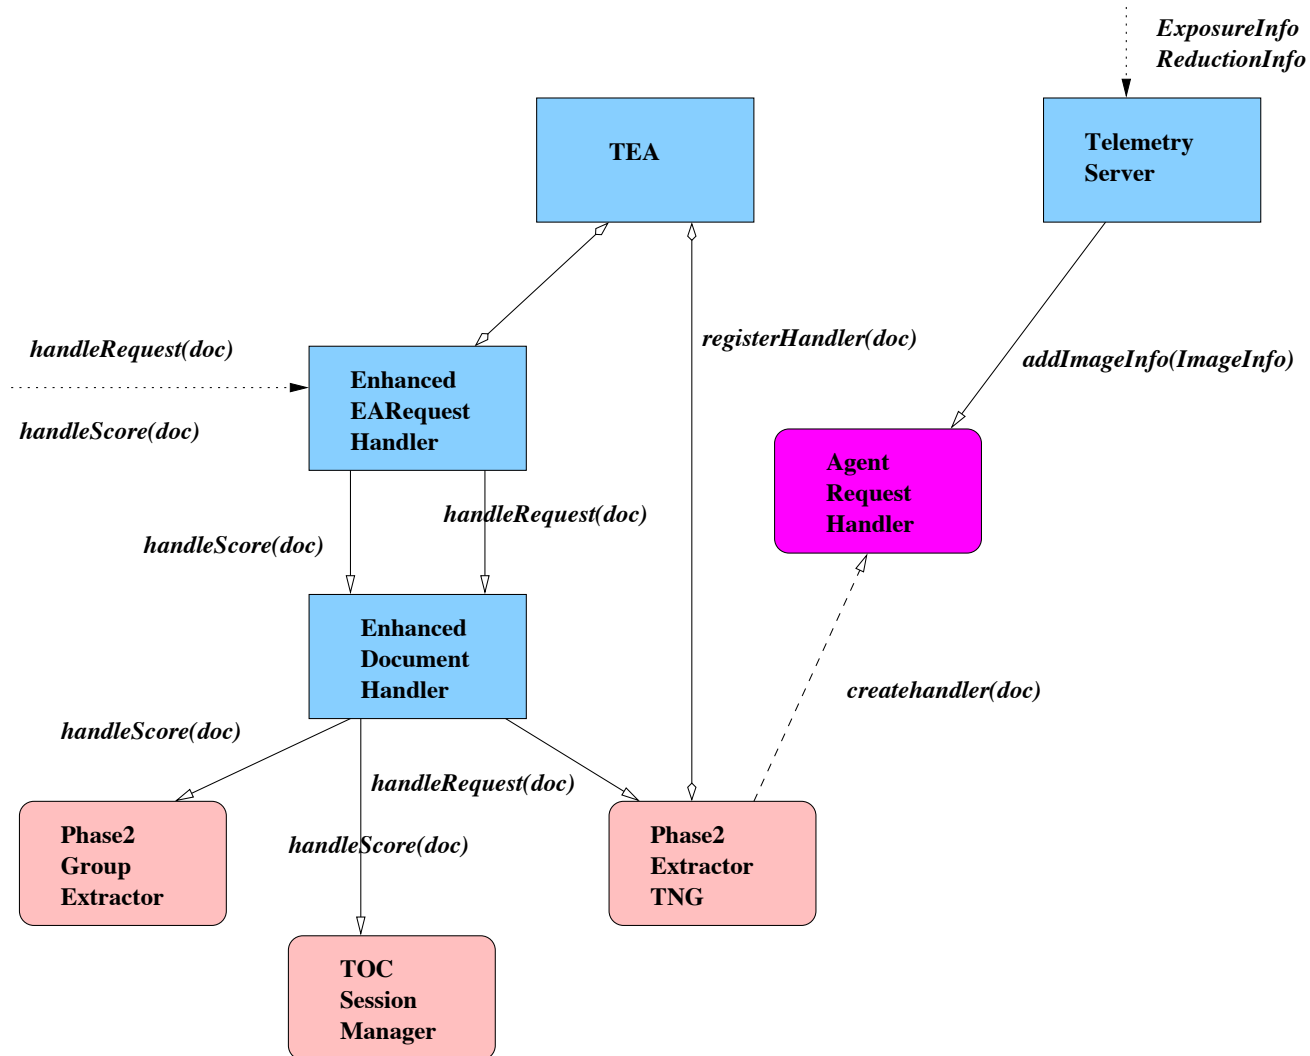 ExposureInfo
ReductionInfo
TEA
Telemetry
Server
handleRequest(doc)
handleScore(doc)
registerHandler(doc)
addImageInfo(ImageInfo)
Enhanced
EARequest
Handler
Agent
Request
Handler
handleRequest(doc)
handleScore(doc)
Enhanced
Document
Handler
createhandler(doc)
handleScore(doc)
handleRequest(doc)
handleScore(doc)
Phase2
Group
Extractor
Phase2
Extractor
TNG
TOC
Session
Manager